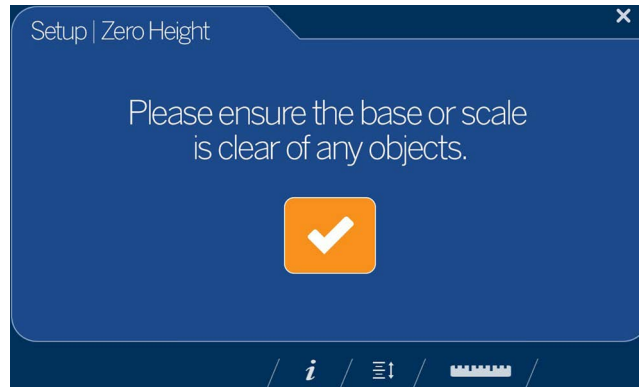 Setup | Zero Height
Please ensure the base or scale
is clear of any objects.
i